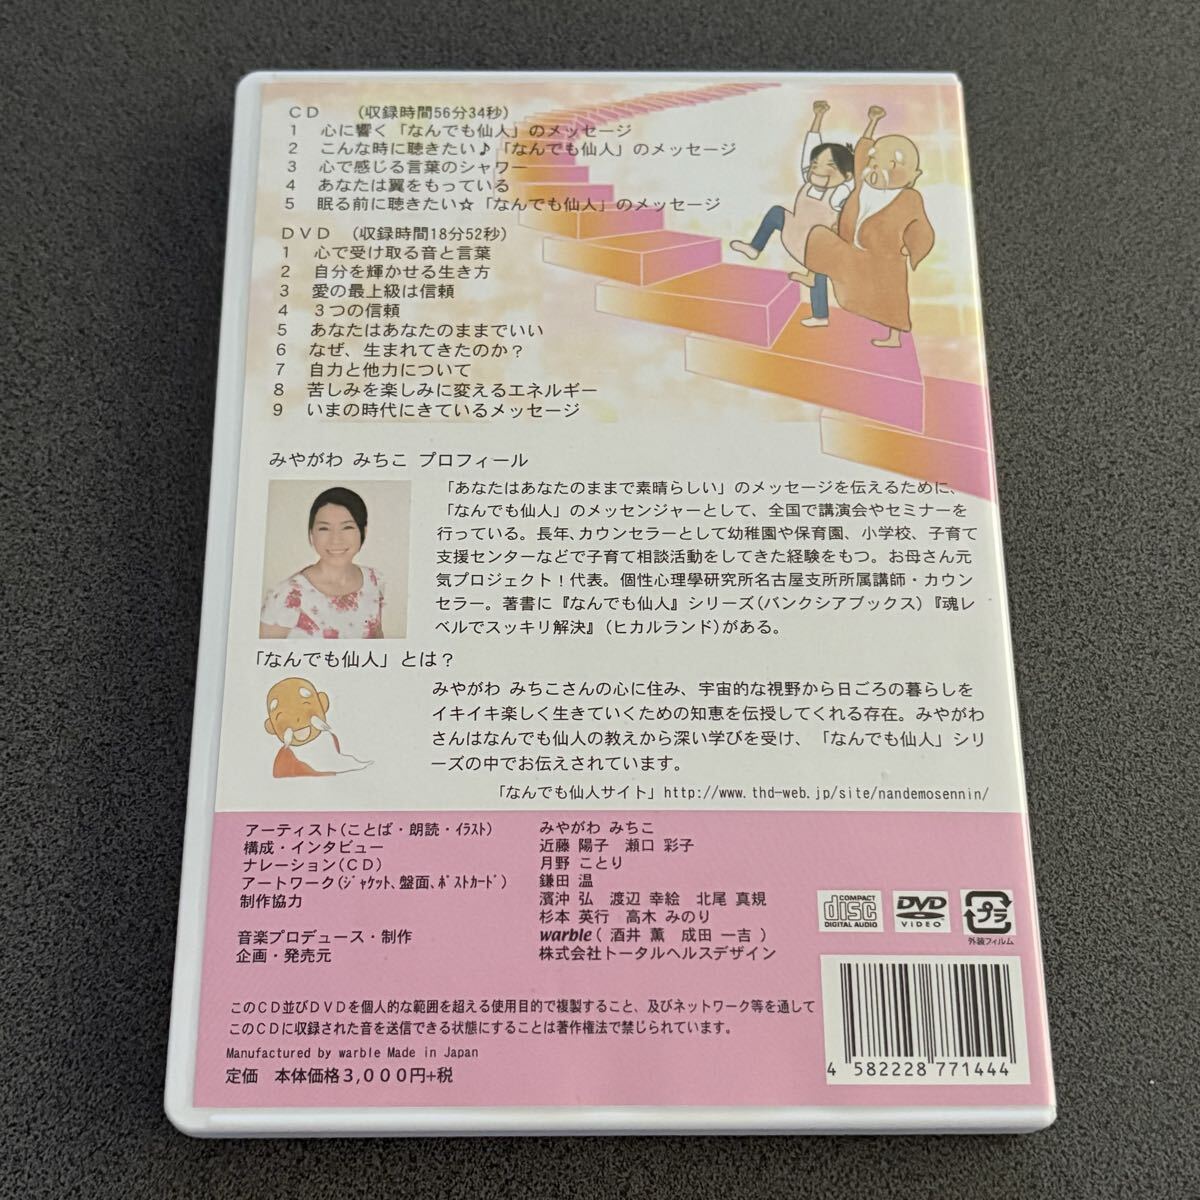 CD　(収録時間56分34秒)
1　心に響く「なんでも仙人」のメッセージ
2　こんな時に聴きたい♪「なんでも仙人」のメッセージ
3　心で感じる言葉のシャワー
4　あなたは翼をもっている
5　眠る前に聴きたい☆「なんでも仙人」のメッセージ
DVD　(収録時間18分52秒)
1　心で受け取る音と言葉
2　自分を輝かせる生き方
3　愛の最上級は信頼
4　3つの信頼
5　あなたはあなたのままでいい
6　なぜ、生まれてきたのか？
7　自力と他力について
8　苦しみを楽しみに変えるエネルギー
9　いまの時代にきているメッセージ
みやがわ みちこ プロフィール
「あなたはあなたのままで素晴らしい」のメッセージを伝えるために、
「なんでも仙人」のメッセンジャーとして、全国で講演会やセミナーを
行っている。長年、カウンセラーとして幼稚園や保育園、小学校、子育て
支援センターなどで子育て相談活動をしてきた経験をもつ。お母さん元
気プロジェクト！代表。個性心理學研究所名古屋支所所属講師・カウン
セラー。著書に『なんでも仙人』シリーズ(バンクシアブックス)『魂レ
ベルでスッキリ解決』(ヒカルランド)がある。
「なんでも仙人」とは？
みやがわ みちこさんの心に住み、宇宙的な視野から日ごろの暮らしを
イキイキ楽しく生きていくための知恵を伝授してくれる存在。みやがわ
さんはなんでも仙人の教えから深い学びを受け、「なんでも仙人」シリ
ーズの中でお伝えされています。
「なんでも仙人サイト」http://www.thd-web.jp/site/nandemosennin/
アーティスト(ことば・朗読・ｲﾗｽﾄ)　みやがわ みちこ
構成・インタビュー　近藤 陽子　瀬口 彩子
ナレーション(CD)　月野 ことり
アートワーク(ｼﾞｬｹｯﾄ、盤面、ﾎﾟｽﾄｶｰﾄﾞ)　鎌田 温
制作協力　濱沖 弘　渡辺 幸絵　北尾 真規
杉本 英行　高木 みのり
音楽プロデュース・制作　warble( 酒井 薫　成田 一吉 )
企画・発売元　株式会社トータルヘルスデザイン
COMPACT
disc
DIGITAL AUDIO
DVD
VIDEO
プラ
外装フィルム
このCD並びDVDを個人的な範囲を超える使用目的で複製すること、及びネットワーク等を通して
このCDに収録された音を送信できる状態にすることは著作権法で禁じられています。
Manufactured by warble Made in Japan
定価　本体価格3,000円+税
4 582228 771444